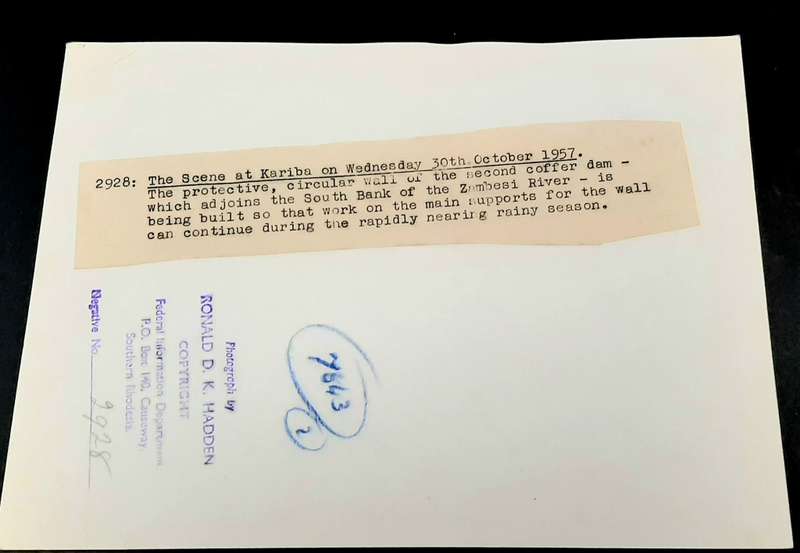 2928: The Scene at Kariba on Wednesday 30th October 1957.
The protective, circular wall of the second coffer dam -
which adjoins the South Bank of the Zambesi River - is
being built so that work on the main supports for the wall
can continue during the rapidly nearing rainy season.
Photograph by
RONALD D. K. HADDEN
COPYRIGHT
Federal Information Department,
P.O. Box 140, Causeway,
Southern Rhodesia.
Negative No. 2928
7643
2